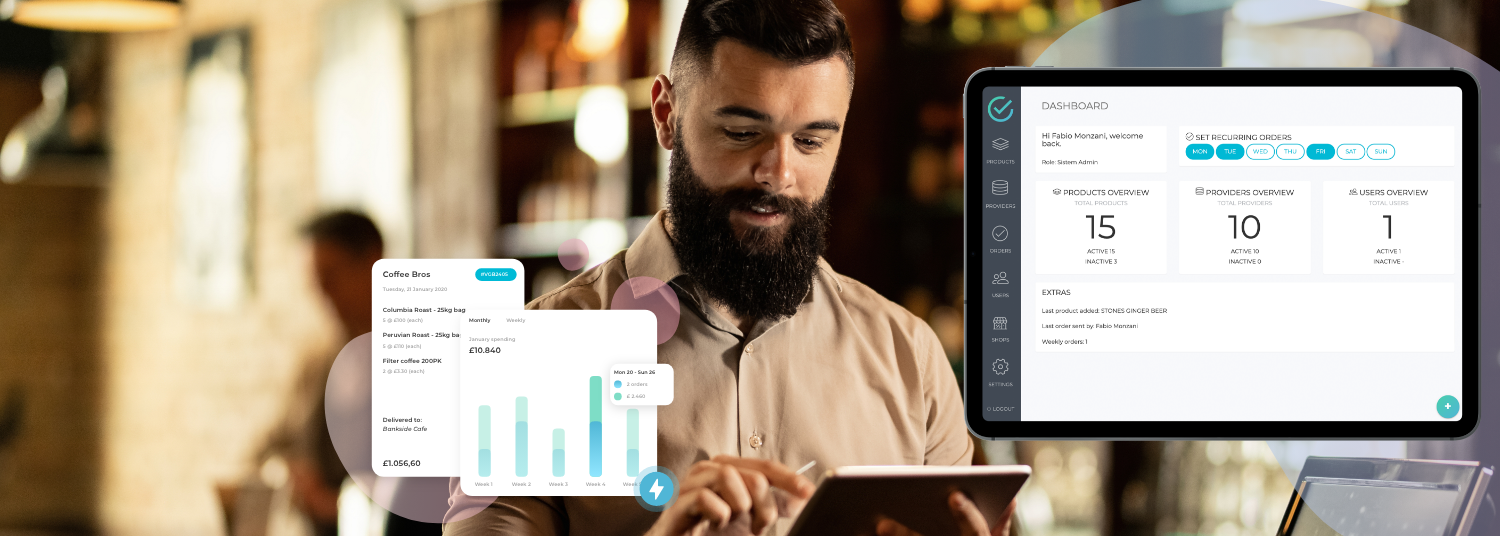 Coffee Bros
#VGB2405
Tuesday, 21 January 2020
Columbia Roast - 25kg bag
5 @ £100 (each)
Peruvian Roast - 25kg ba
5 @ £110 (each)
Filter coffee 200PK
2 @ £3.30 (each)
Delivered to:
Bankside Cafe
£1.056,60
Monthly
Weekly
January spending
£10.840
Mon 20 - Sun 26
2 orders
£ 2.460
Week 1
Week 2
Week 3
Week 4
Week
DASHBOARD
Hi Fabio Monzani, welcome
back.
Role: Sistem Admin
SET RECURRING ORDERS
MON TUE WED THU FRI SAT SUN
PRODUCTS OVERVIEW
TOTAL PRODUCTS
15
ACTIVE 15
INACTIVE 3
PROVIDERS OVERVIEW
TOTAL PROVIDERS
10
ACTIVE 10
INACTIVE 0
USERS OVERVIEW
TOTAL USERS
1
ACTIVE 1
INACTIVE -
EXTRAS
Last product added: STONES GINGER BEER
Last order sent by: Fabio Monzani
Weekly orders: 1
PRODUCTS
PROVIDERS
ORDERS
USERS
SHOPS
SETTINGS
LOGOUT
+